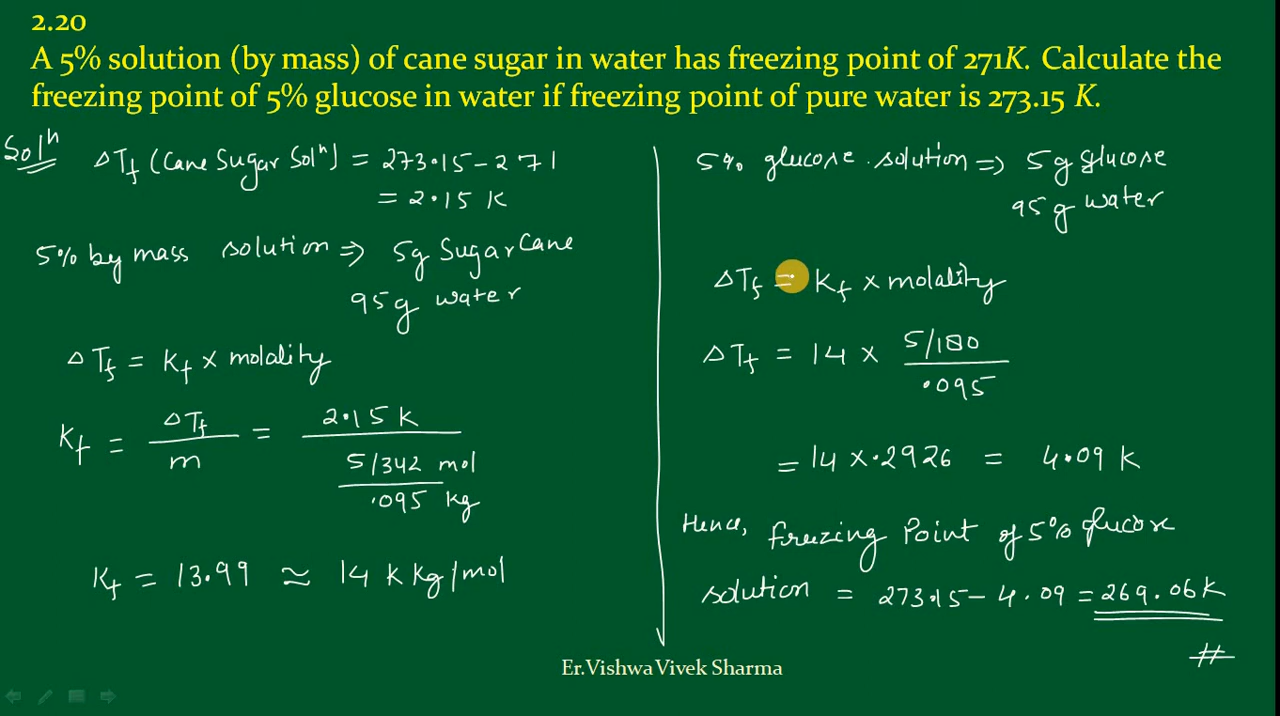 2.20
A 5% solution (by mass) of cane sugar in water has freezing point of 271K. Calculate the
freezing point of 5% glucose in water if freezing point of pure water is 273.15 K.
Solⁿ
ΔTf (Cane Sugar Solⁿ) = 273.15 - 271
= 2.15 K
5% by mass solution ⇒ 5g Sugar Cane
95g water
ΔTf = Kf × molality
Kf = ΔTf / m = 2.15 K / (5/342 mol / .095 kg)
Kf = 13.99 ≈ 14 K kg/mol
5% glucose solution ⇒ 5g glucose
95g water
ΔTf = Kf × molality
ΔTf = 14 × 5/180 / .095
= 14 × .2926 = 4.09 K
Hence, freezing Point of 5% glucose
solution = 273.15 - 4.09 = 269.06 K
#
Er.Vishwa Vivek Sharma